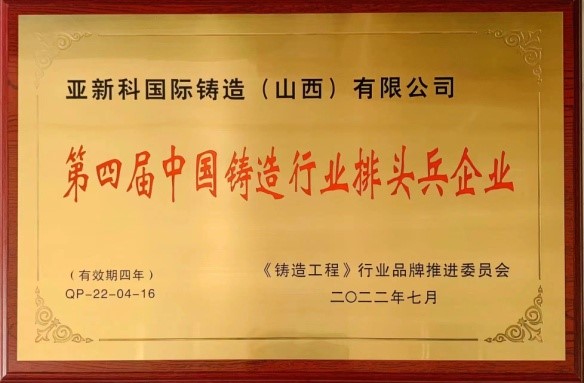 亚新科国际铸造（山西）有限公司
第四届中国铸造行业排头兵企业
（有效期四年）
QP-22-04-16
《铸造工程》行业品牌推进委员会
二〇二二年七月